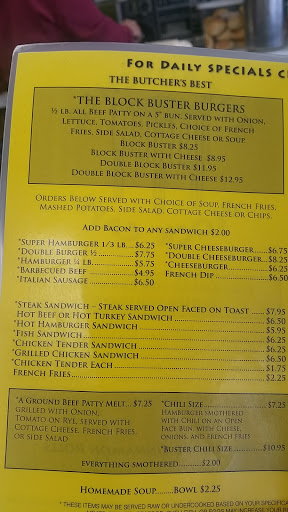 For Daily Specials C
The Butcher's Best
*The Block Buster Burgers
½ lb. all Beef Patty on a 5" bun. Served with Onion,
Lettuce, Tomatoes, Pickles, Choice of French
Fries, Side Salad, Cottage Cheese or Soup.
Block Buster $8.25
Block Buster with Cheese $8.95
Double Block Buster $11.95
Double Block Buster with Cheese $12.95
Orders Below Served with Choice of Soup, French Fries,
Mashed Potatoes, Side Salad, Cottage Cheese or Chips.
Add Bacon to any sandwich $2.00
*Super Hamburger 1/3 lb....$6.25
*Double Burger ½..............$7.75
*Hamburger ¼ lb...............$5.75
*Barbecued Beef ...............$4.95
*Italian Sausage................$6.50
*Super Cheeseburger.......$6.75
*Double Cheeseburger...$8.25
*Cheeseburger.................$6.25
French Dip .......................$6.50
*Steak Sandwich – Steak served Open Faced on Toast ..... $7.95
Hot Beef or Hot Turkey Sandwich ............................ $6.50
*Hot Hamburger Sandwich ..................................... $5.95
*Fish Sandwich ..................................................... $6.25
*Chicken Tender Sandwich .................................... $6.25
*Grilled Chicken Sandwich .................................... $6.50
*Chicken Tender Each ........................................... $1.75
French Fries ......................................................... $2.25
*A Ground Beef Patty Melt...$7.25
grilled with Onion,
Tomato on Rye, served with
Cottage Cheese, French Fries
or side salad
*Chili Size ........................$7.25
Hamburger smothered
with Chili on an Open
Face Bun with Cheese,
Onions, and French Fries
*Buster Chili Size...........$10.95
Everything smothered...........$2.00
Homemade Soup........Bowl $2.25
* These items may be served raw or undercooked based on your specificati